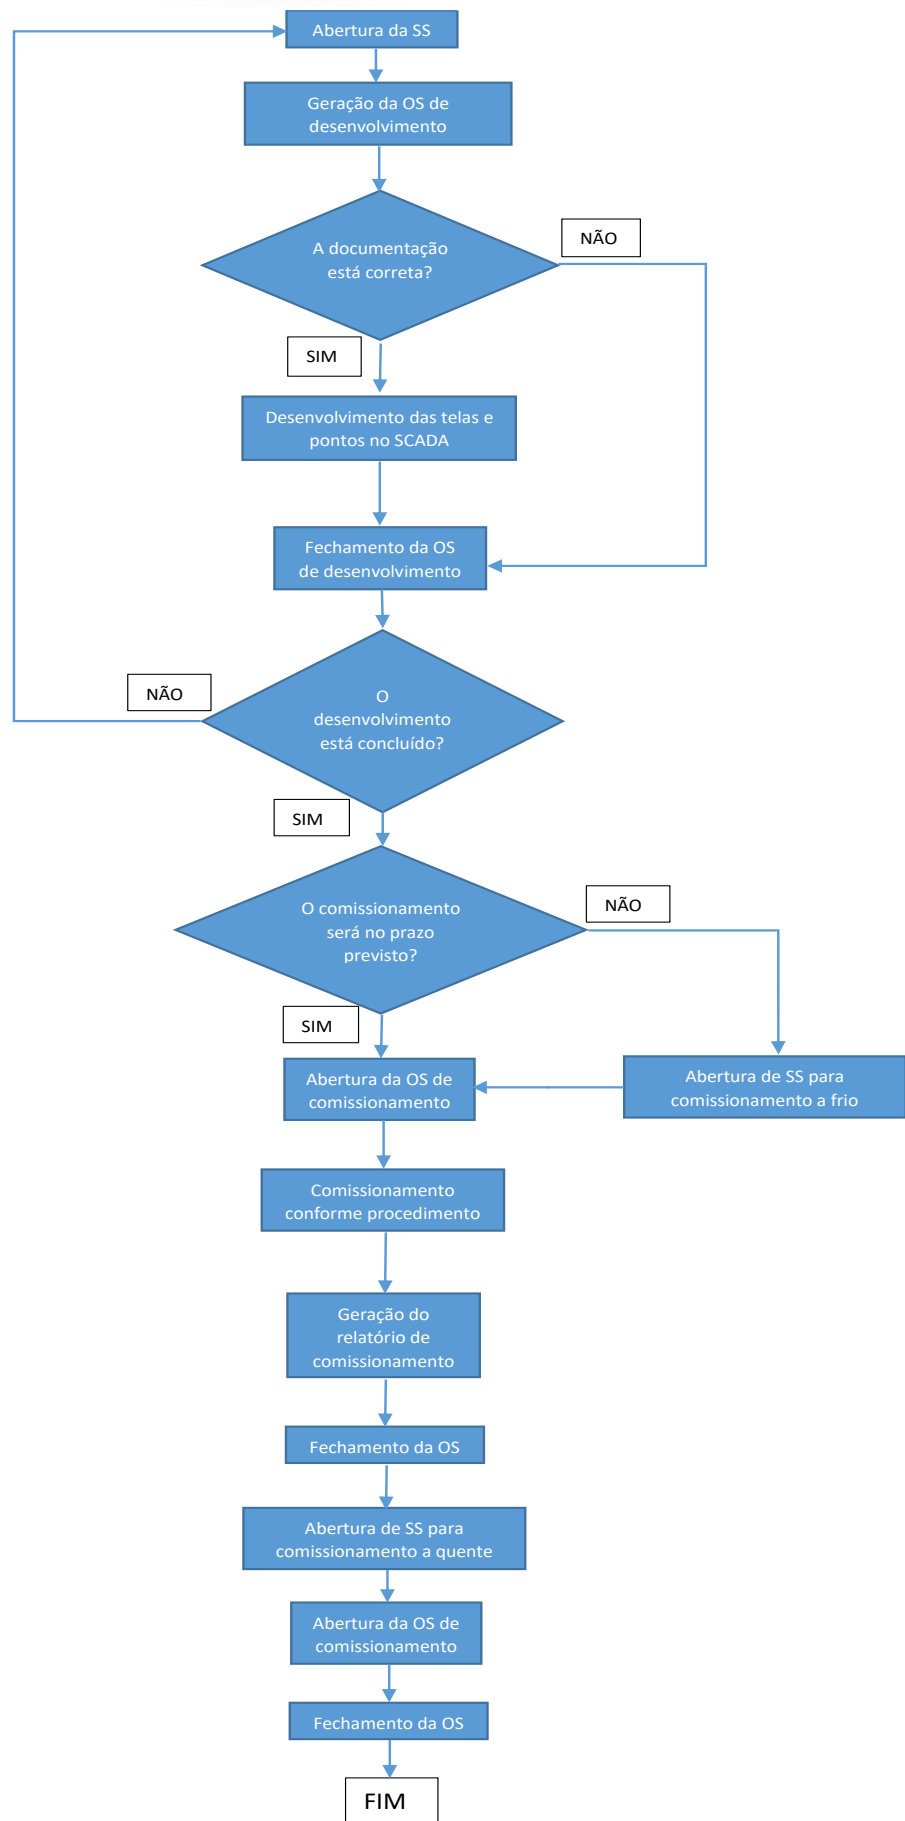 Abertura da SS
Geração da OS de
desenvolvimento
A documentação
está correta?
NÃO
SIM
Desenvolvimento das telas e
pontos no SCADA
Fechamento da OS
de desenvolvimento
O
desenvolvimento
está concluído?
NÃO
SIM
O comissionamento
será no prazo
previsto?
NÃO
SIM
Abertura da OS de
comissionamento
Abertura de SS para
comissionamento a frio
Comissionamento
conforme procedimento
Geração do
relatório de
comissionamento
Fechamento da OS
Abertura de SS para
comissionamento a quente
Abertura da OS de
comissionamento
Fechamento da OS
FIM